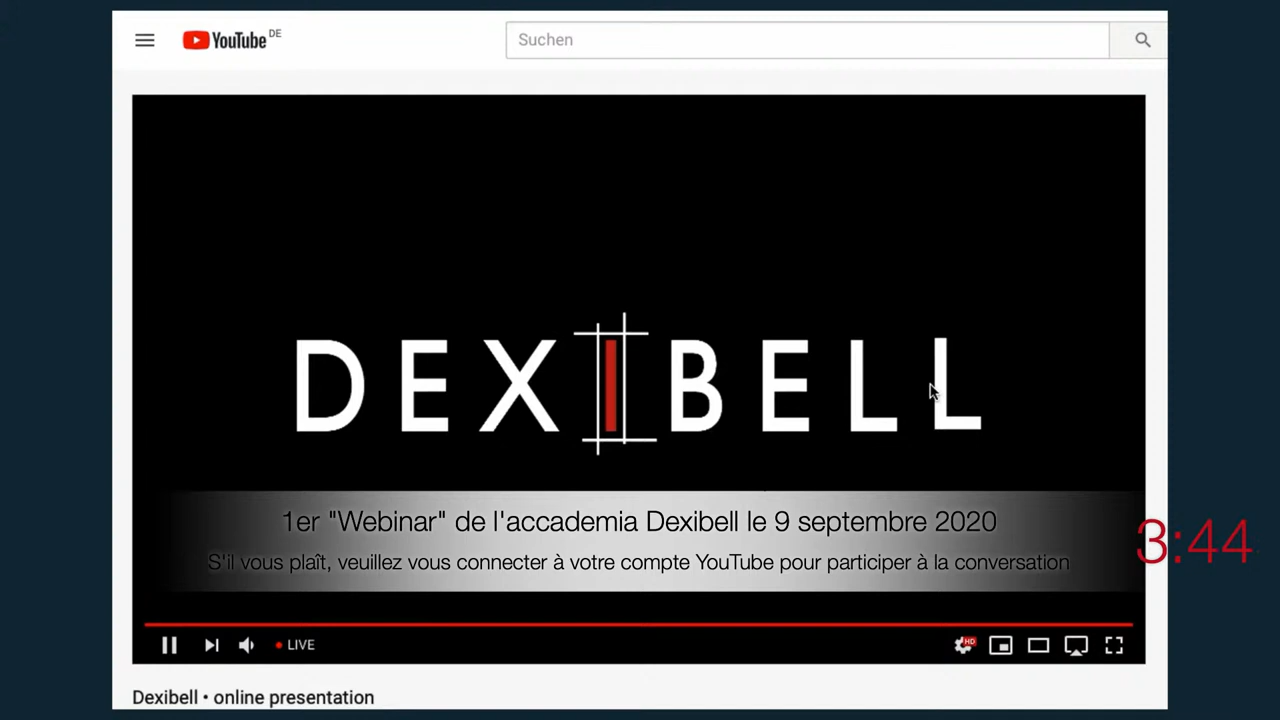 YouTube DE
Suchen
DEXIBELL
1er "Webinar" de l'accademia Dexibell le 9 septembre 2020
S'il vous plaît, veuillez vous connecter à votre compte YouTube pour participer à la conversation
3:44
LIVE
HD
Dexibell • online presentation